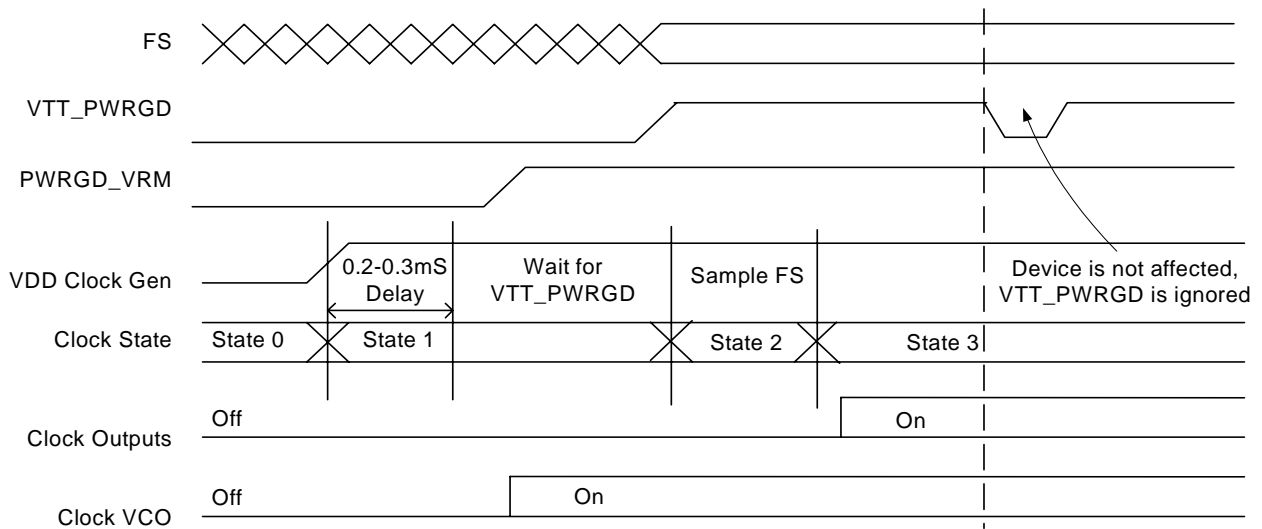 FS
VTT_PWRGD
PWRGD_VRM
VDD Clock Gen
0.2-0.3mS
Delay
Wait for
VTT_PWRGD
Sample FS
Device is not affected,
VTT_PWRGD is ignored
Clock State
State 0
State 1
State 2
State 3
Clock Outputs
Off
On
Clock VCO
Off
On